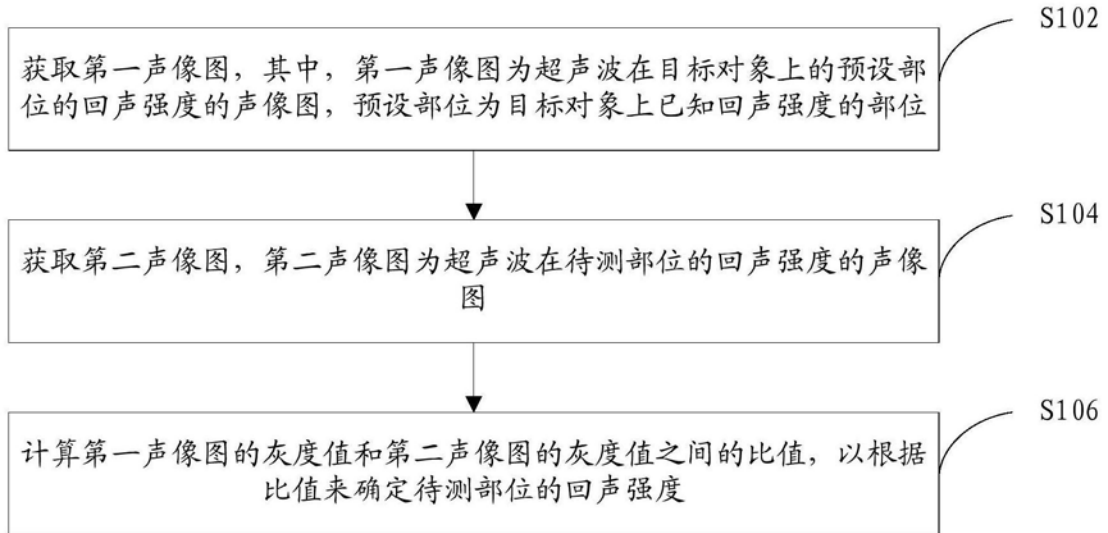 S102
获取第一声像图，其中，第一声像图为超声波在目标对象上的预设部
位的回声强度的声像图，预设部位为目标对象上已知回声强度的部位
S104
获取第二声像图，第二声像图为超声波在待测部位的回声强度的声像
图
S106
计算第一声像图的灰度值和第二声像图的灰度值之间的比值，以根据
比值来确定待测部位的回声强度